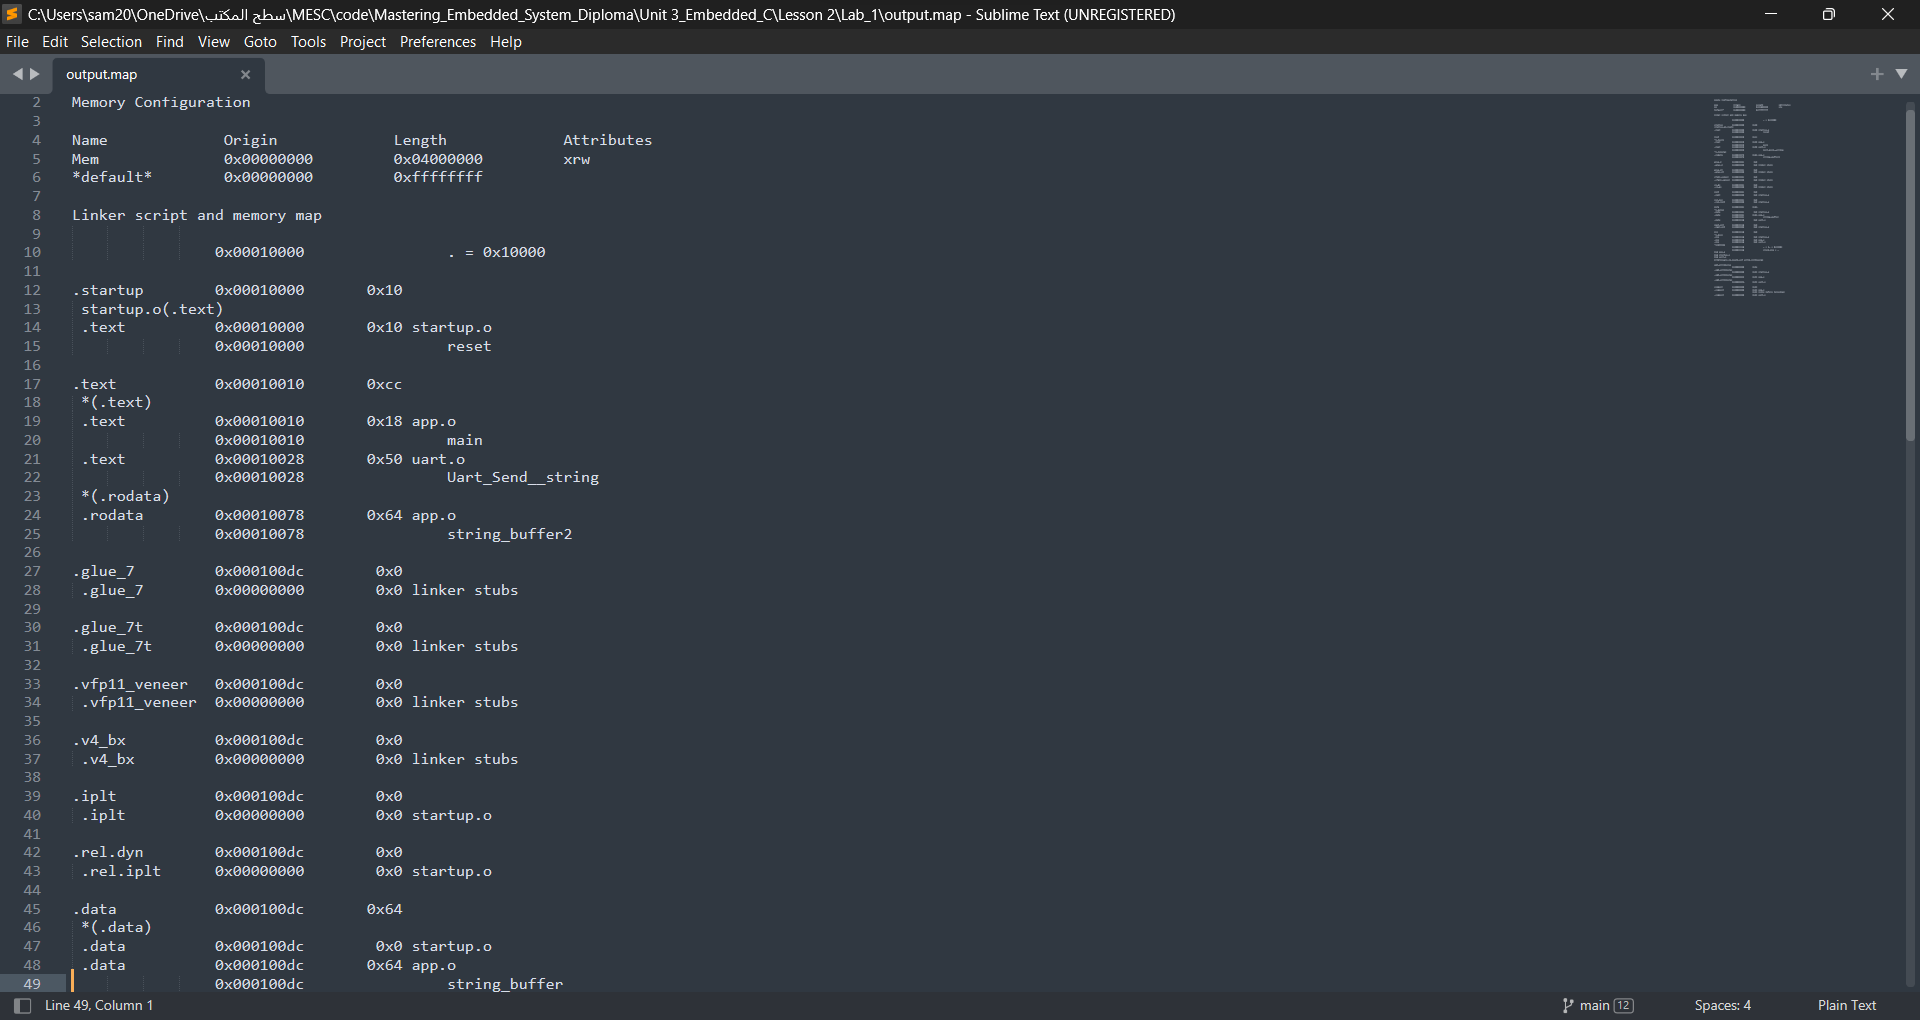 C:\Users\sam20\OneDrive\سطح المكتب\MESC\code\Mastering_Embedded_System_Diploma\Unit 3_Embedded_C\Lesson 2\Lab_1\output.map - Sublime Text (UNREGISTERED)
File Edit Selection Find View Goto Tools Project Preferences Help
output.map
2 Memory Configuration
3
4 Name Origin Length Attributes
5 Mem 0x00000000 0x04000000 xrw
6 *default* 0x00000000 0xffffffff
7
8 Linker script and memory map
9
10 0x00010000 . = 0x10000
11
12 .startup 0x00010000 0x10
13 startup.o(.text)
14 .text 0x00010000 0x10 startup.o
15 0x00010000 reset
16
17 .text 0x00010010 0xcc
18 *(.text)
19 .text 0x00010010 0x18 app.o
20 0x00010010 main
21 .text 0x00010028 0x50 uart.o
22 0x00010028 Uart_Send__string
23 *(.rodata)
24 .rodata 0x00010078 0x64 app.o
25 0x00010078 string_buffer2
26
27 .glue_7 0x000100dc 0x0
28 .glue_7 0x00000000 0x0 linker stubs
29
30 .glue_7t 0x000100dc 0x0
31 .glue_7t 0x00000000 0x0 linker stubs
32
33 .vfp11_veneer 0x000100dc 0x0
34 .vfp11_veneer 0x00000000 0x0 linker stubs
35
36 .v4_bx 0x000100dc 0x0
37 .v4_bx 0x00000000 0x0 linker stubs
38
39 .iplt 0x000100dc 0x0
40 .iplt 0x00000000 0x0 startup.o
41
42 .rel.dyn 0x000100dc 0x0
43 .rel.iplt 0x00000000 0x0 startup.o
44
45 .data 0x000100dc 0x64
46 *(.data)
47 .data 0x000100dc 0x0 startup.o
48 .data 0x000100dc 0x64 app.o
49 0x000100dc string_buffer
Line 49, Column 1 main 12 Spaces: 4 Plain Text